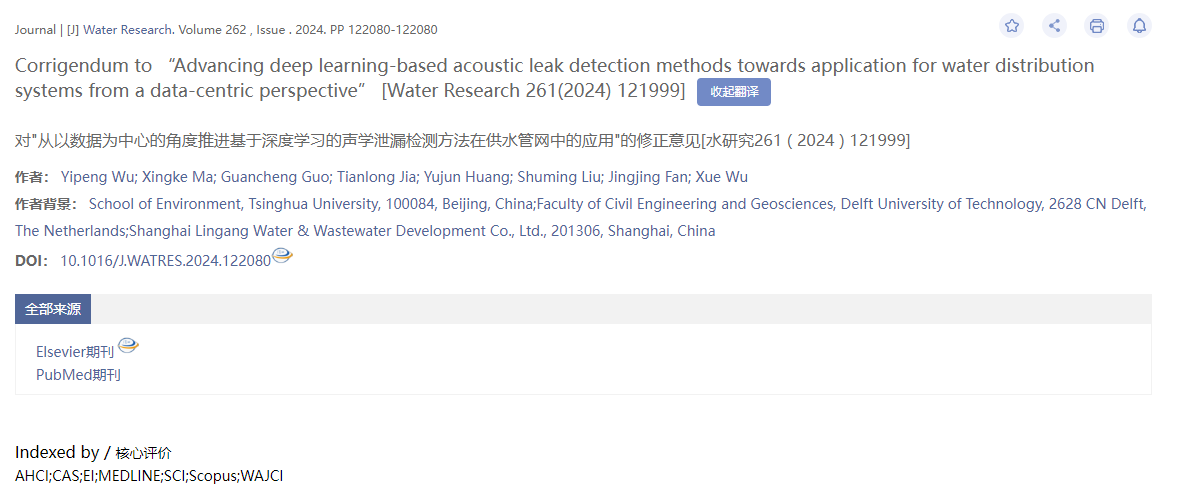 Journal | [J] Water Research. Volume 262 , Issue . 2024. PP 122080-122080
Corrigendum to “Advancing deep learning-based acoustic leak detection methods towards application for water distribution
systems from a data-centric perspective” [Water Research 261(2024) 121999] 收起翻译
对"从以数据为中心的角度推进基于深度学习的声学泄漏检测方法在供水管网中的应用"的修正意见[水研究261 ( 2024 ) 121999]
作者： Yipeng Wu; Xingke Ma; Guancheng Guo; Tianlong Jia; Yujun Huang; Shuming Liu; Jingjing Fan; Xue Wu
作者背景： School of Environment, Tsinghua University, 100084, Beijing, China;Faculty of Civil Engineering and Geosciences, Delft University of Technology, 2628 CN Delft,
The Netherlands;Shanghai Lingang Water & Wastewater Development Co., Ltd., 201306, Shanghai, China
DOI： 10.1016/J.WATRES.2024.122080
全部来源
Elsevier期刊
PubMed期刊
Indexed by / 核心评价
AHCI;CAS;EI;MEDLINE;SCI;Scopus;WAJCI